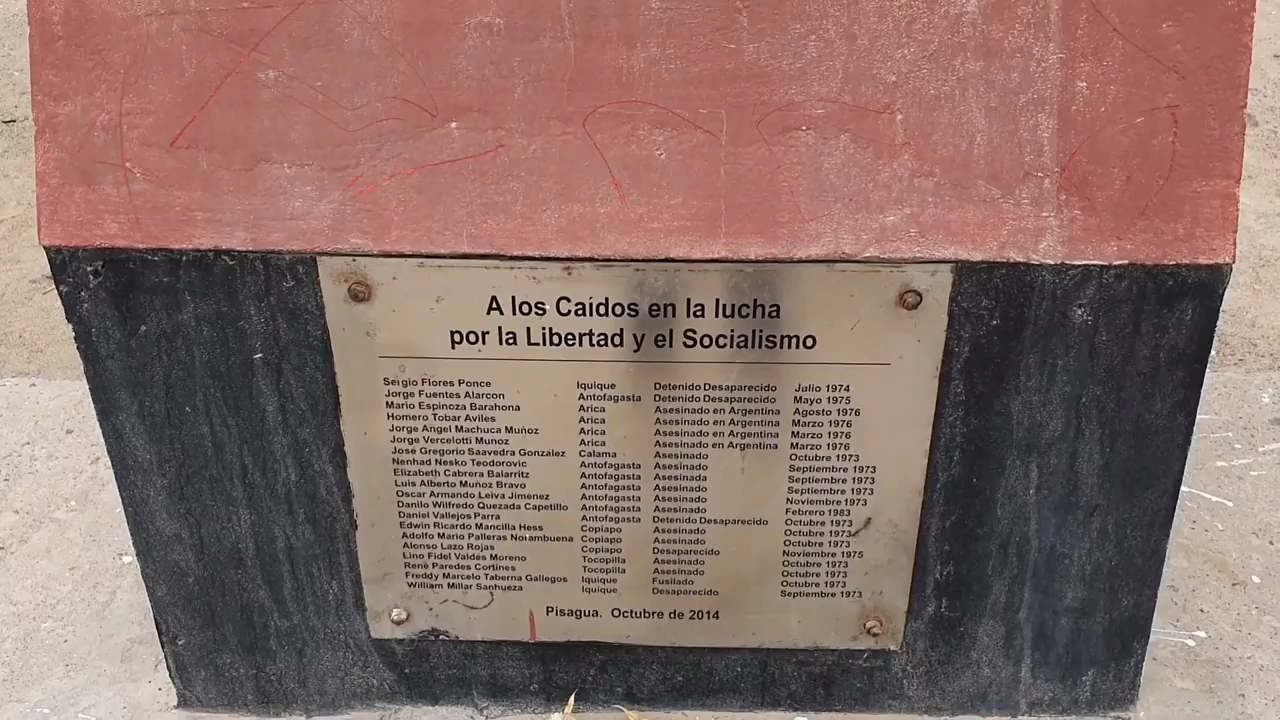 A los Caídos en la lucha
por la Libertad y el Socialismo
Sergio Flores Ponce Iquique Detenido Desaparecido Julio 1974
Jorge Fuentes Alarcon Antofagasta Detenido Desaparecido Mayo 1975
Mario Espinoza Barahona Arica Asesinado en Argentina Agosto 1976
Homero Tobar Aviles Arica Asesinado en Argentina Marzo 1976
Jorge Angel Machuca Muñoz Arica Asesinado en Argentina Marzo 1976
Jorge Vercelotti Munoz Arica Asesinado en Argentina Marzo 1976
José Gregorio Saavedra Gonzalez Calama Asesinado Octubre 1973
Nenhad Nesko Teodorovic Antofagasta Asesinado Septiembre 1973
Elizabeth Cabrera Balarritz Antofagasta Asesinado Septiembre 1973
Luis Alberto Muñoz Bravo Antofagasta Asesinado Septiembre 1973
Oscar Armando Leiva Jimenez Antofagasta Asesinado Noviembre 1973
Danilo Wilfredo Quezada Capetillo Antofagasta Asesinado Febrero 1983
Daniel Vallejos Parra Antofagasta Detenido Desaparecido Octubre 1973
Edwin Ricardo Mancilla Hess Copiapo Asesinado Octubre 1973
Adolfo Mario Palleras Norambuena Copiapo Asesinado Octubre 1973
Alonso Lazo Rojas Copiapo Desaparecido Noviembre 1975
Lino Fidel Valdés Moreno Tocopilla Asesinado Octubre 1973
René Paredes Cortines Tocopilla Asesinado Octubre 1973
Freddy Marcelo Taberna Gallegos Iquique Fusilado Octubre 1973
William Millar Sanhueza Iquique Desaparecido Septiembre 1973
Pisagua. Octubre de 2014